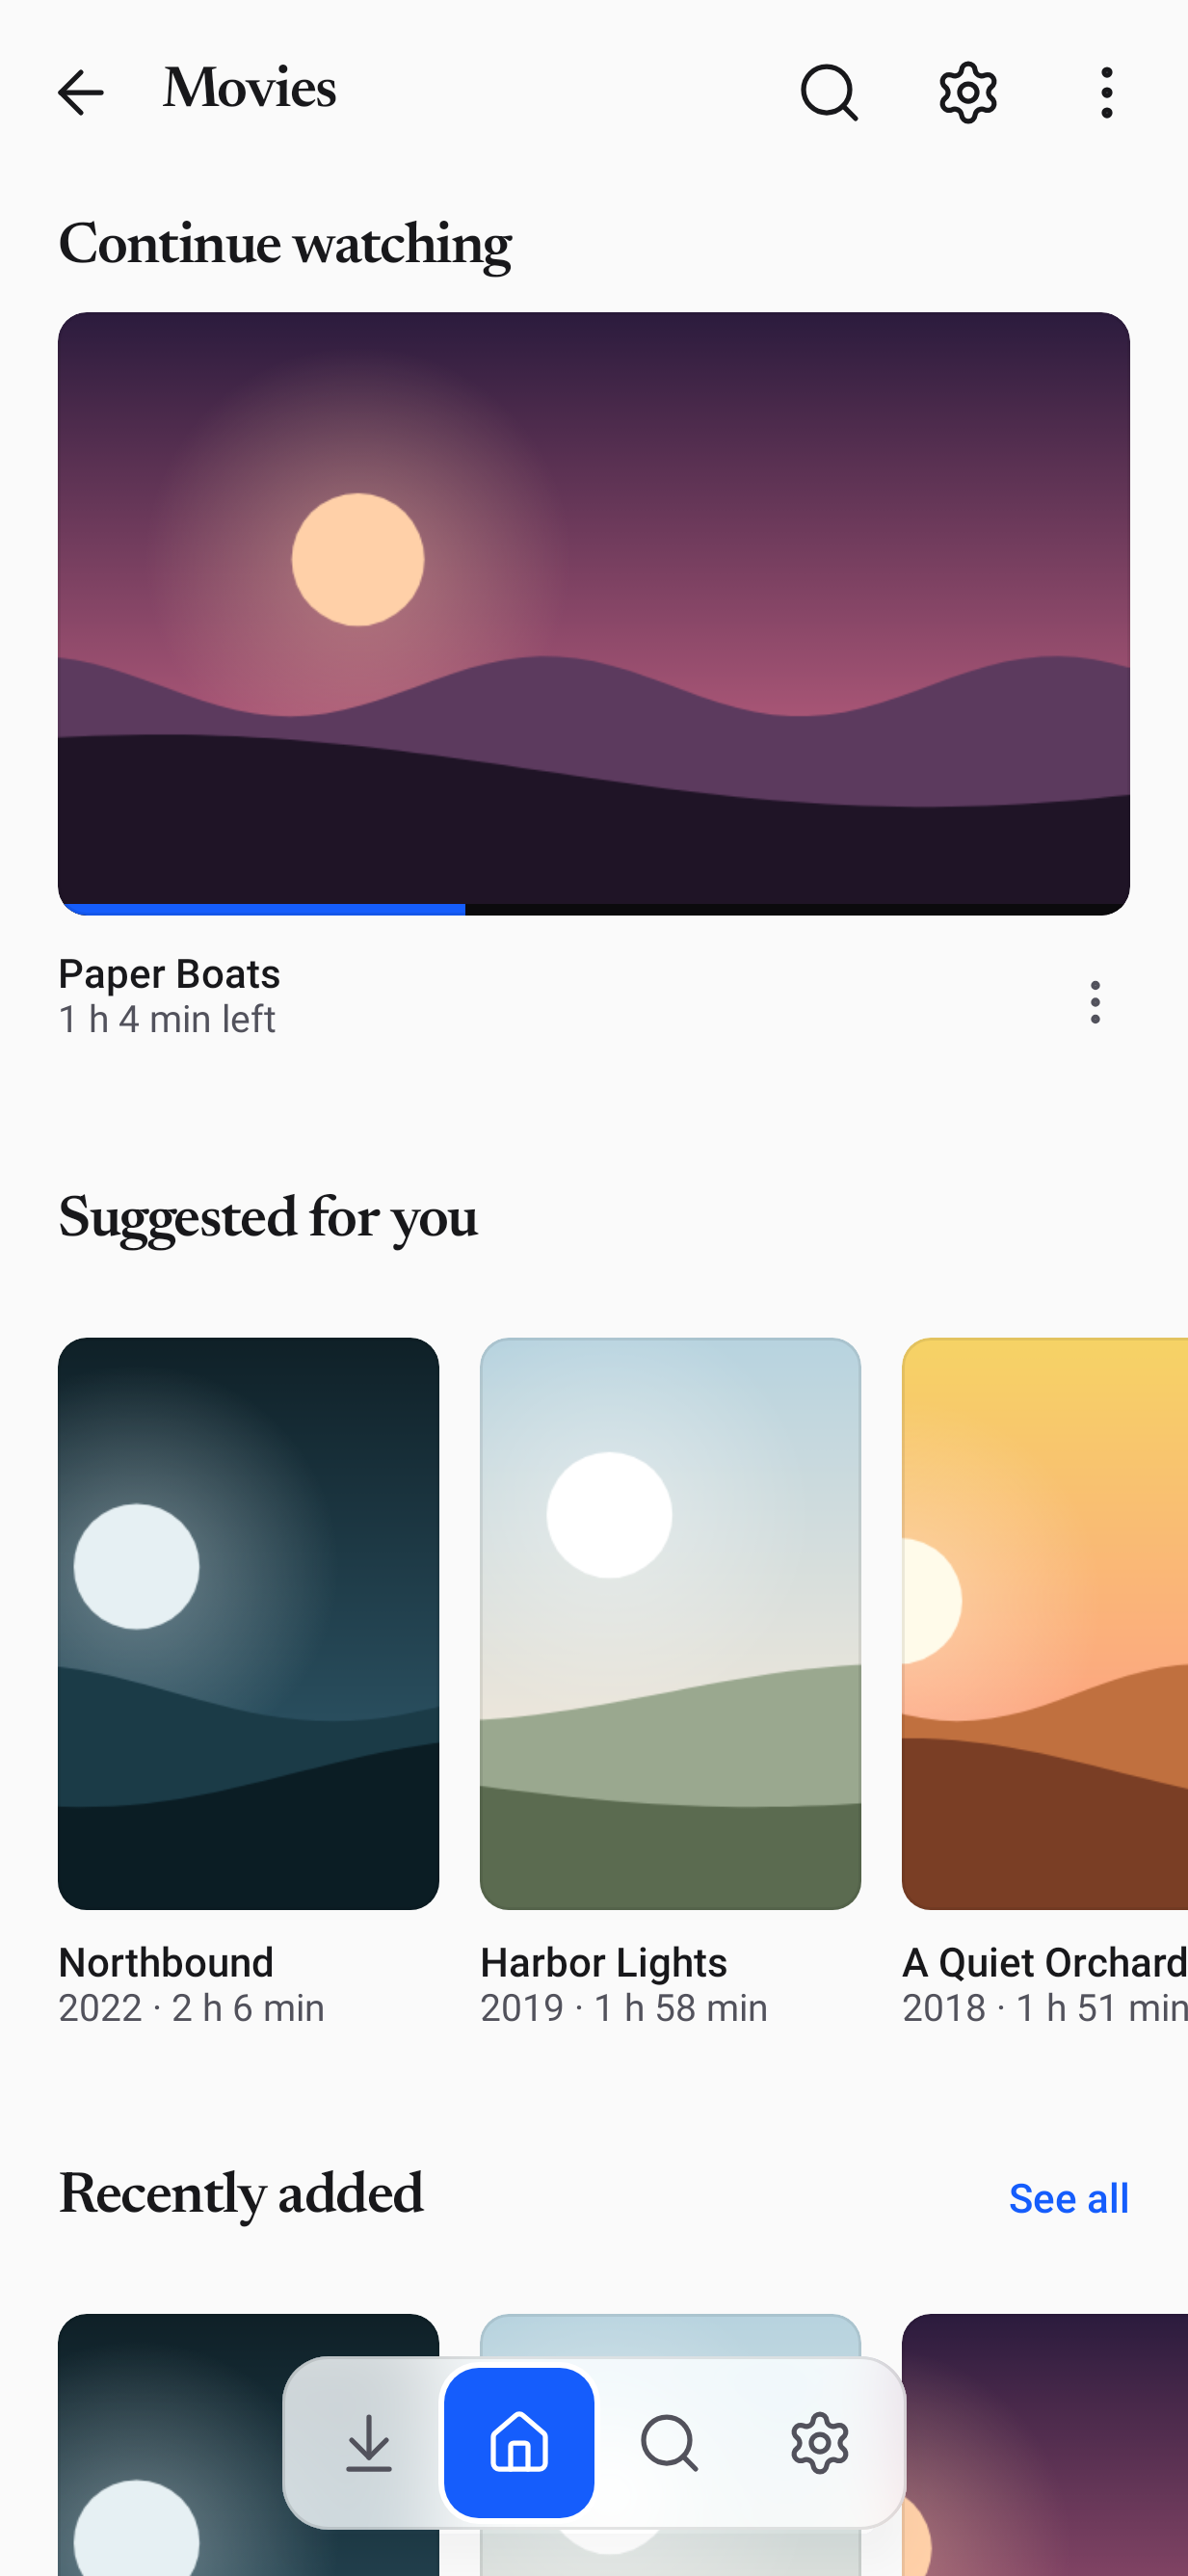 Movies
Continue watching
Paper Boats
1 h 4 min left
Suggested for you
Northbound
2022 · 2 h 6 min
Harbor Lights
2019 · 1 h 58 min
A Quiet Orchard
2018 · 1 h 51 min
Recently added
See all